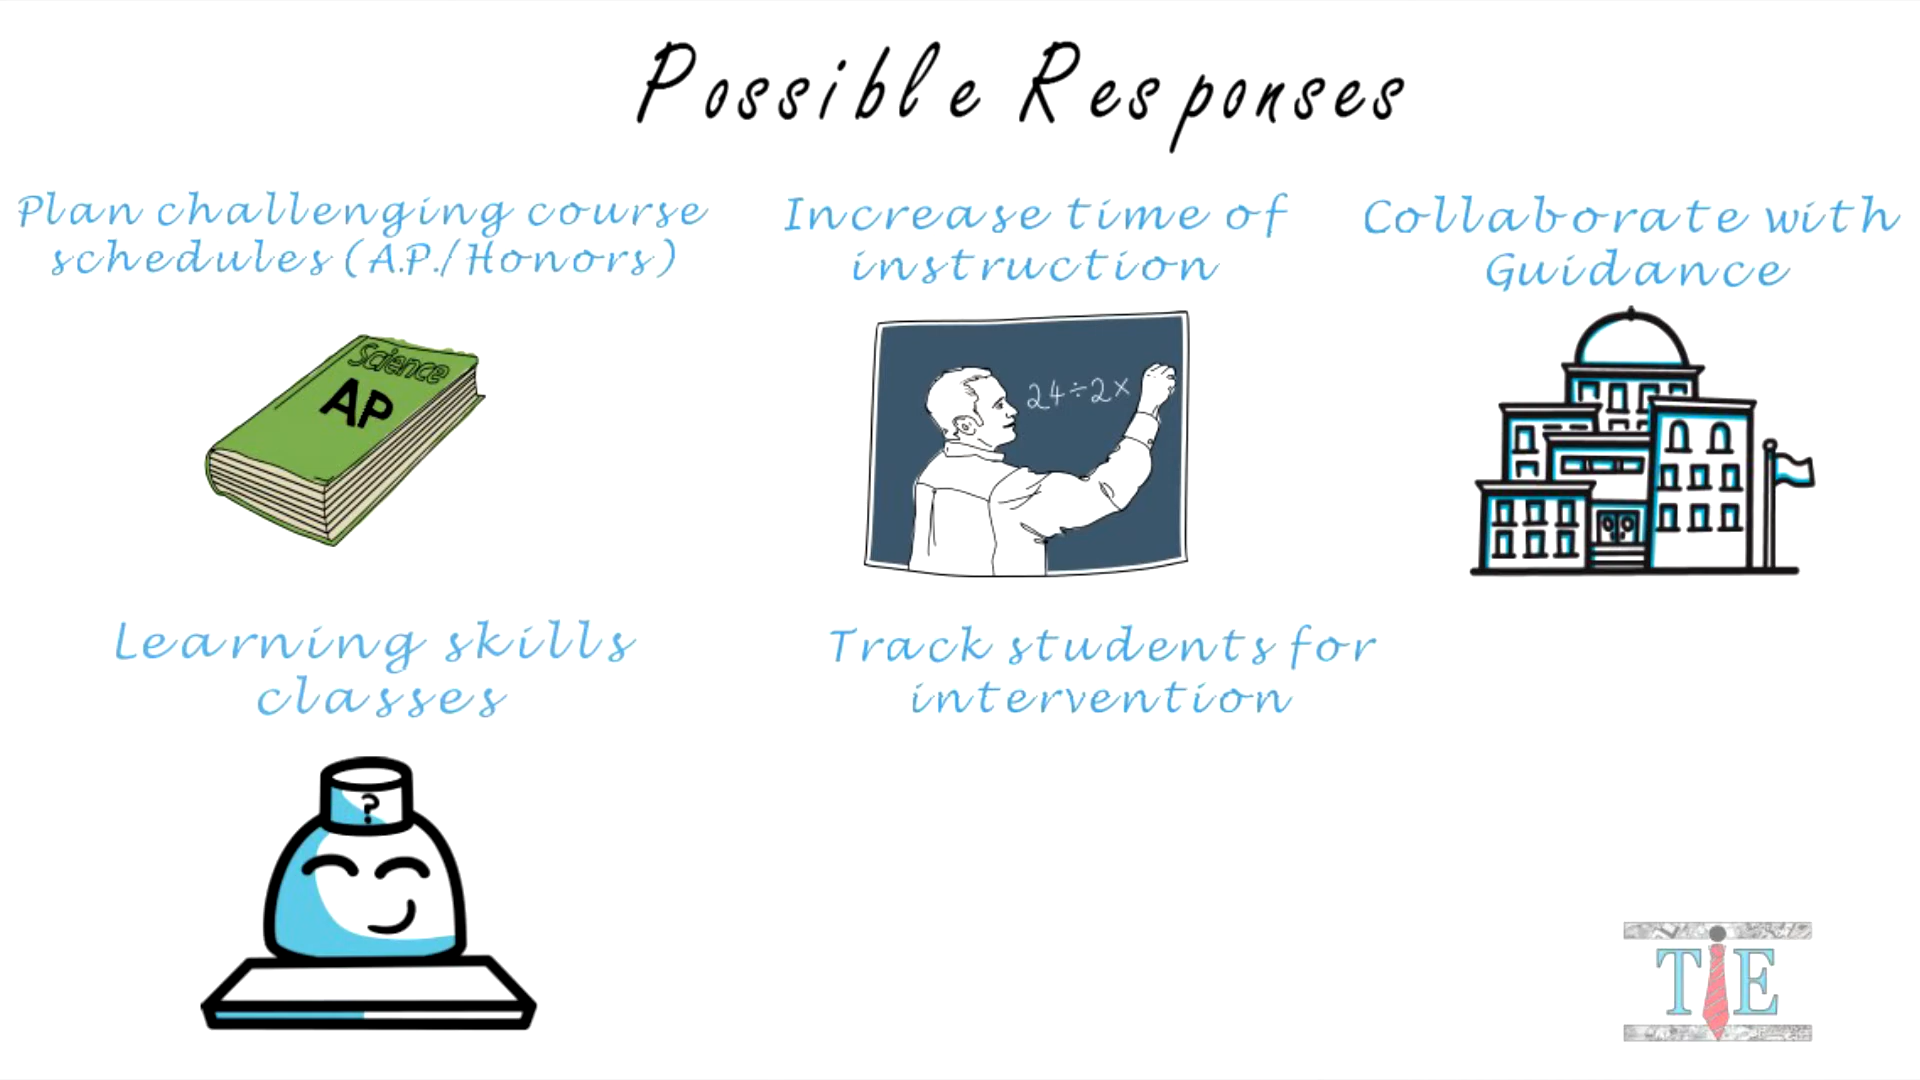 Possible Responses
Plan challenging course
schedules (A.P./Honors)
Increase time of
instruction
Collaborate with
Guidance
Science
AP
24÷2x
Learning skills
classes
?
Track students for
intervention
TIE